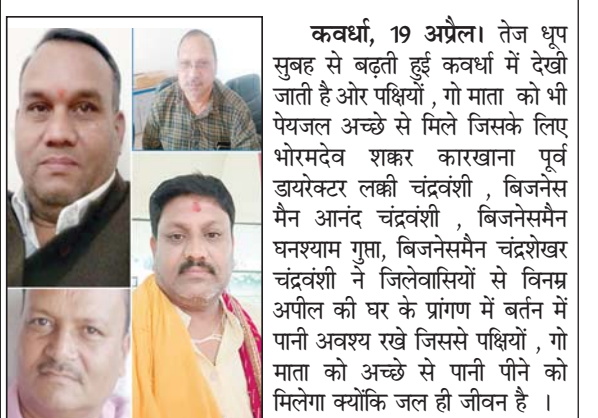 कवर्धा, 19 अप्रैल। तेज धूप
सुबह से बढ़ती हुई कवर्धा में देखी
जाती है ओर पक्षियों , गो माता को भी
पेयजल अच्छे से मिले जिसके लिए
भोरमदेव शक्कर कारखाना पूर्व
डायरेक्टर लक्की चंद्रवंशी , बिजनेस
मैन आनंद चंद्रवंशी , बिजनेसमैन
घनश्याम गुप्ता, बिजनेसमैन चंद्रशेखर
चंद्रवंशी ने जिलेवासियों से विनम्र
अपील की घर के प्रांगण में बर्तन में
पानी अवश्य रखे जिससे पक्षियों , गो
माता को अच्छे से पानी पीने को
मिलेगा क्योंकि जल ही जीवन है ।